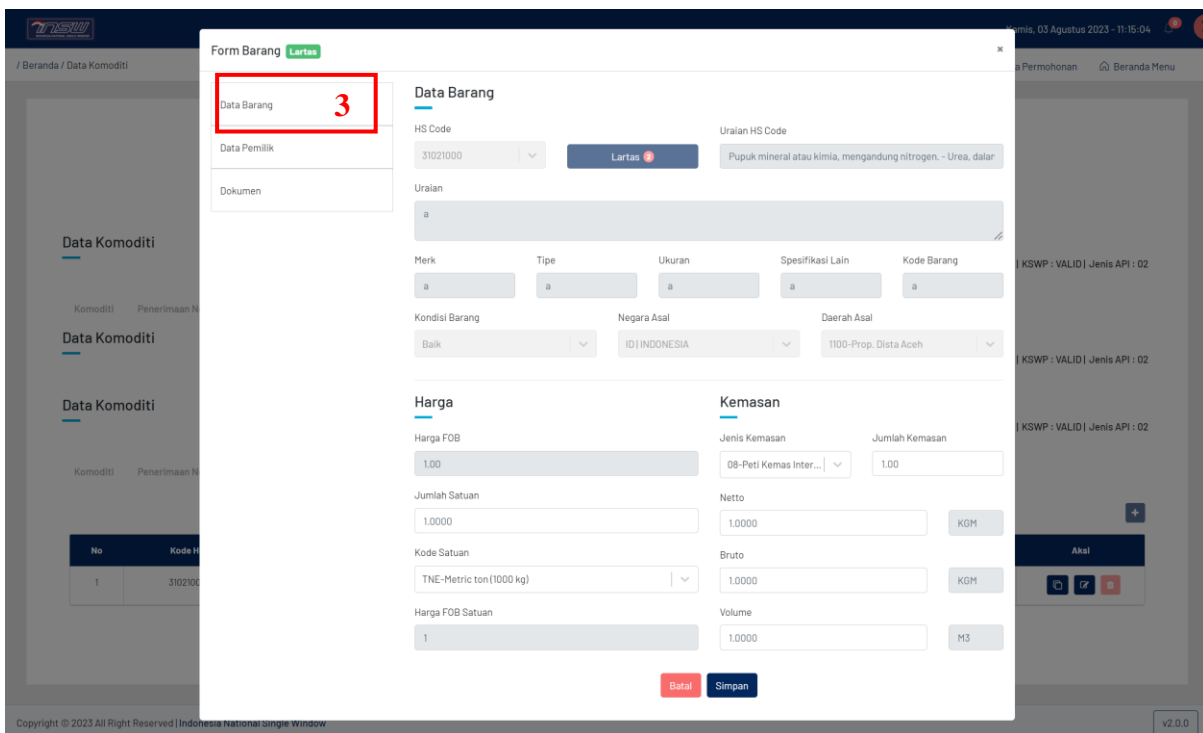 TNSW
Kamis, 03 Agustus 2023 - 11:15:04
0
/ Beranda / Data Komoditi
a Permohonan
Beranda Menu
Form Barang Lartas
×
Data Barang
3
Data Pemilik
Dokumen
Data Barang
HS Code
Uraian HS Code
31021000
Lartas 2
Pupuk mineral atau kimia, mengandung nitrogen. - Urea, dalar
Uraian
a
Merk Tipe Ukuran Spesifikasi Lain Kode Barang
a a a a a
Kondisi Barang Negara Asal Daerah Asal
Baik ID | INDONESIA 1100-Prop. Dista Aceh
Harga
Harga FOB
1.00
Jumlah Satuan
1.0000
Kode Satuan
TNE-Metric ton (1000 kg)
Harga FOB Satuan
1
Kemasan
Jenis Kemasan Jumlah Kemasan
08-Peti Kemas Inter... 1.00
Netto
1.0000 KGM
Bruto
1.0000 KGM
Volume
1.0000 M3
Batal Simpan
Data Komoditi
| KSWP : VALID | Jenis API : 02
Komoditi Penerimaan N
Data Komoditi
| KSWP : VALID | Jenis API : 02
Data Komoditi
| KSWP : VALID | Jenis API : 02
Komoditi Penerimaan N
+
No Kode H Aksi
1 3102100
Copyright © 2023 All Right Reserved | Indonesia National Single Window
v2.0.0